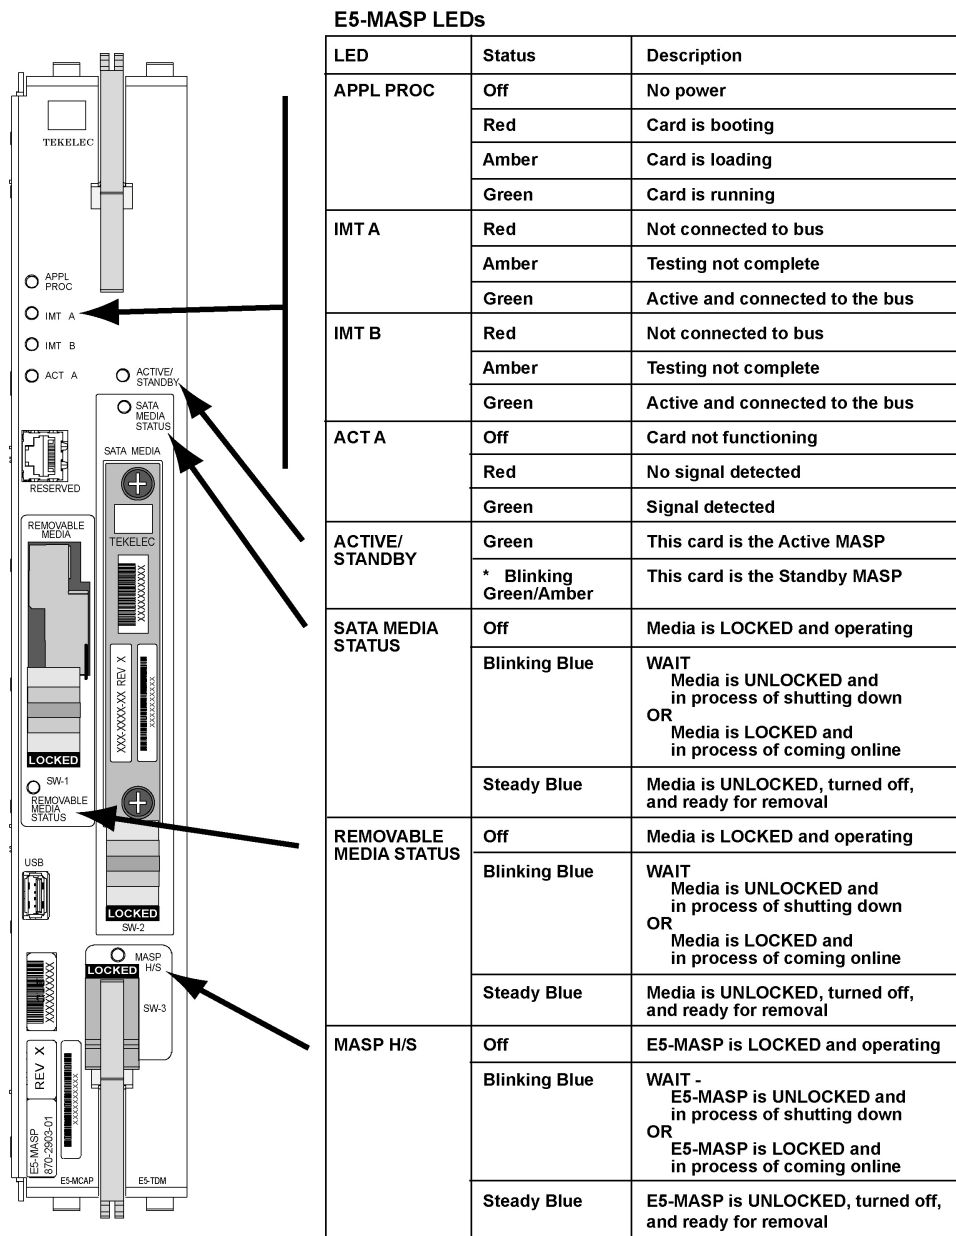 E5-MASP LEDs
LED Status Description
APPL PROC Off No power
Red Card is booting
Amber Card is loading
Green Card is running
IMT A Red Not connected to bus
Amber Testing not complete
Green Active and connected to the bus
IMT B Red Not connected to bus
Amber Testing not complete
Green Active and connected to the bus
ACT A Off Card not functioning
Red No signal detected
Green Signal detected
ACTIVE/
STANDBY
Green This card is the Active MASP
* Blinking
Green/Amber
This card is the Standby MASP
SATA MEDIA
STATUS
Off Media is LOCKED and operating
Blinking Blue WAIT
Media is UNLOCKED and
in process of shutting down
OR
Media is LOCKED and
in process of coming online
Steady Blue Media is UNLOCKED, turned off,
and ready for removal
REMOVABLE
MEDIA STATUS
Off Media is LOCKED and operating
Blinking Blue WAIT
Media is UNLOCKED and
in process of shutting down
OR
Media is LOCKED and
in process of coming online
Steady Blue Media is UNLOCKED, turned off,
and ready for removal
MASP H/S Off E5-MASP is LOCKED and operating
Blinking Blue WAIT -
E5-MASP is UNLOCKED and
in process of shutting down
OR
E5-MASP is LOCKED and
in process of coming online
Steady Blue E5-MASP is UNLOCKED, turned off,
and ready for removal
TEKELEC
APPL
PROC
IMT A
IMT B
ACT A
ACTIVE/
STANDBY
SATA
MEDIA
STATUS
SATA MEDIA
RESERVED
REMOVABLE
MEDIA
TEKELEC
XXXXXXXXXX
XXX-XXXX-XX REV X
XXXXXXXXXX
LOCKED
SW-1
REMOVABLE
MEDIA
STATUS
USB
LOCKED
SW-2
MASP
H/S
LOCKED
SW-3
XXXXXXXXXX
REV X
XXXXXXXXXX
E5-MASP
870-2903-01
E5-MCAP
E5-TDM